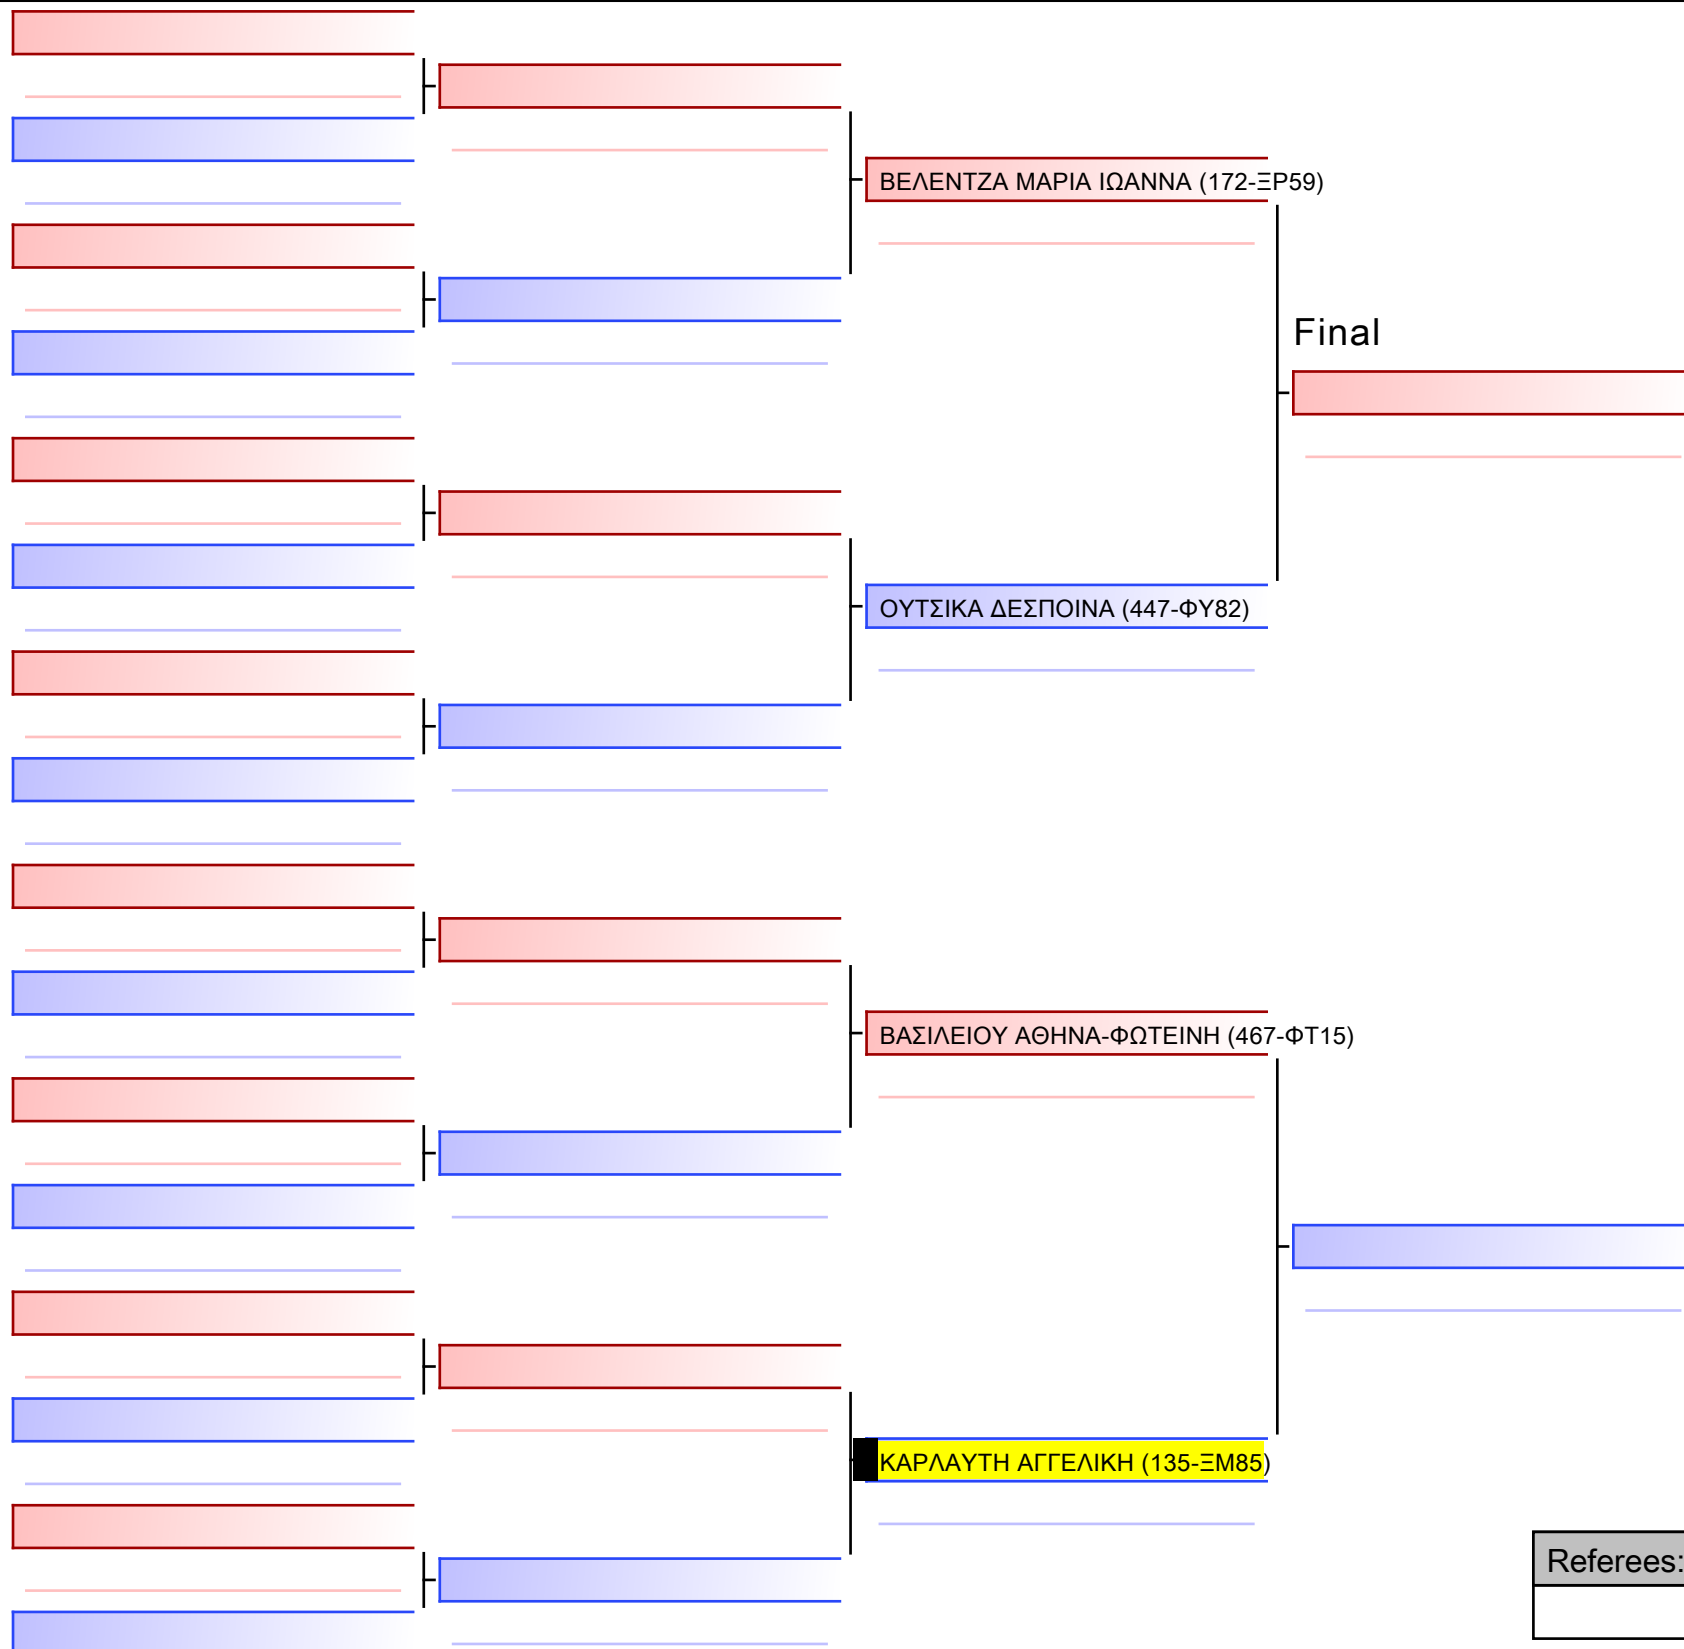 ΒΕΛΕΝΤΖΑ ΜΑΡΙΑ ΙΩΑΝΝΑ (172-ΞΡ59)
Final
ΟΥΤΣΙΚΑ ΔΕΣΠΟΙΝΑ (447-ΦΥ82)
ΒΑΣΙΛΕΙΟΥ ΑΘΗΝΑ-ΦΩΤΕΙΝΗ (467-ΦΤ15)
ΚΑΡΛΑΥΤΗ ΑΓΓΕΛΙΚΗ (135-ΞΜ85)
Referees: